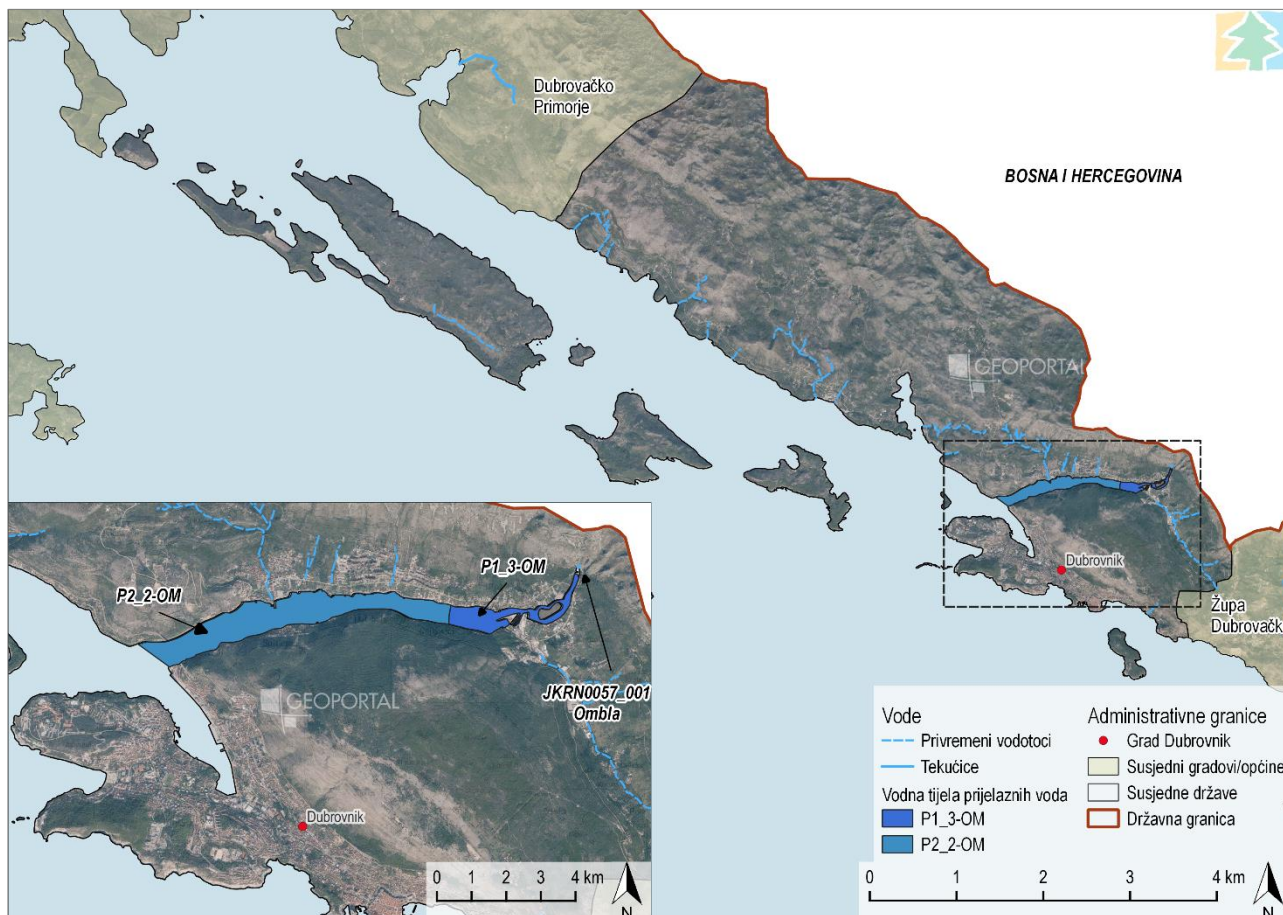 Dubrovačko
Primorje
BOSNA I HERCEGOVINA
GEOPORTAL
Dubrovnik
Župa
Dubrovačk
P2_2-OM
P1_3-OM
JKRN0057_001
Ombla
GEOPORTAL
Dubrovnik
0 1 2 3 4 km
N
Vode
Privremeni vodotoci
Tekućice
Vodna tijela prijelaznih voda
P1_3-OM
P2_2-OM
Administrativne granice
Grad Dubrovnik
Susjedni gradovi/općine
Susjedne države
Državna granica
0 1 2 3 4 km
N